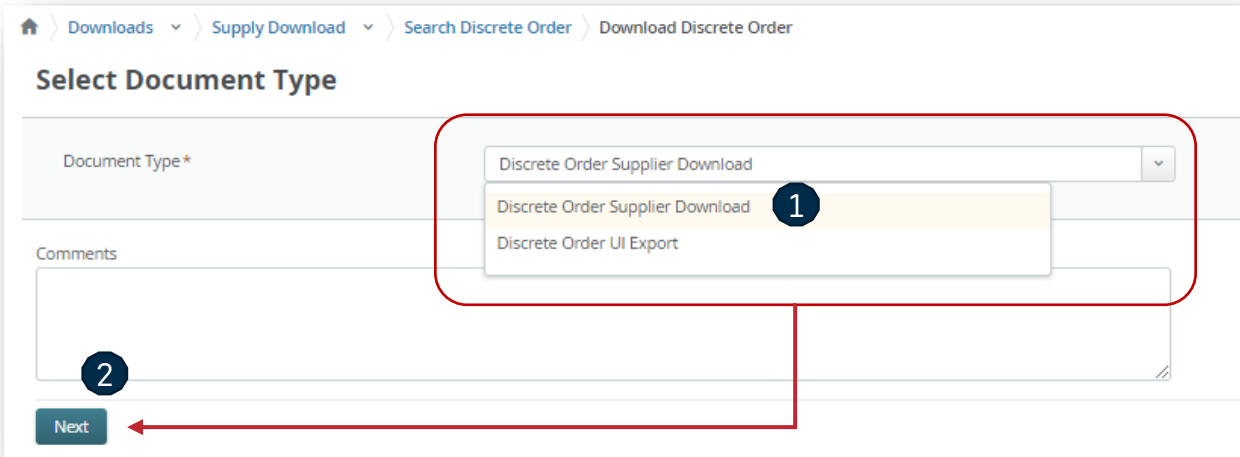 Downloads Supply Download Search Discrete Order Download Discrete Order
Select Document Type
Document Type*
Discrete Order Supplier Download
Discrete Order Supplier Download
1
Discrete Order UI Export
Comments
2
Next